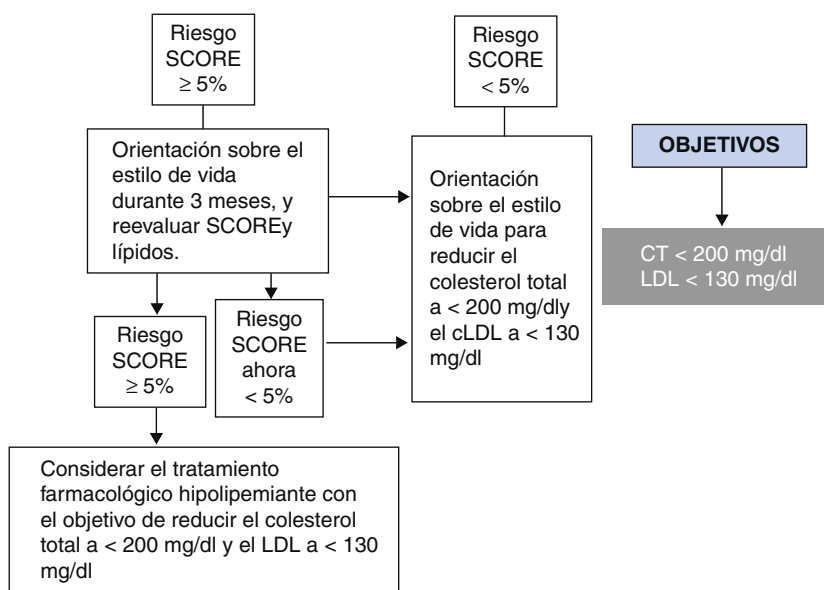 Riesgo
SCORE
≥ 5%
Riesgo
SCORE
< 5%
Orientación sobre el
estilo de vida
durante 3 meses, y
reevaluar SCOREy
lípidos.
Orientación
sobre el estilo
de vida para
reducir el
colesterol total
a < 200 mg/dly
el cLDL a < 130
mg/dl
OBJETIVOS
CT < 200 mg/dl
LDL < 130 mg/dl
Riesgo
SCORE
≥ 5%
Riesgo
SCORE
ahora
< 5%
Considerar el tratamiento
farmacológico hipolipemiante con
el objetivo de reducir el colesterol
total a < 200 mg/dl y el LDL a < 130
mg/dl